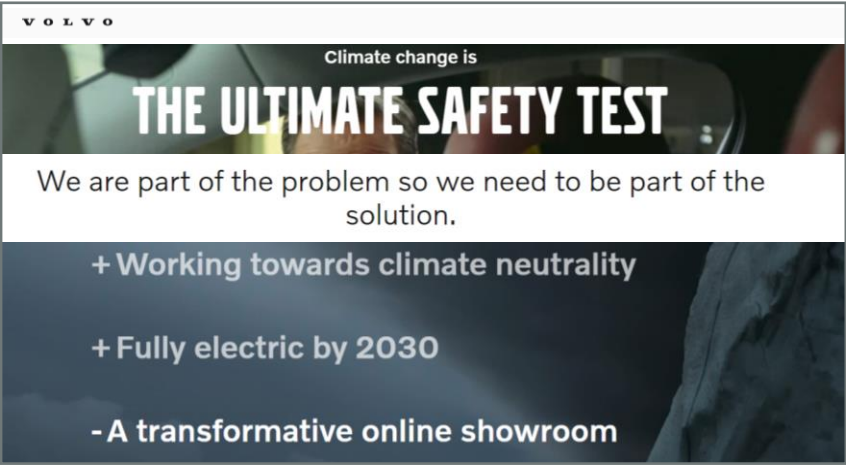 VOLVO
Climate change is
THE ULTIMATE SAFETY TEST
We are part of the problem so we need to be part of the
solution.
+ Working towards climate neutrality
+ Fully electric by 2030
- A transformative online showroom